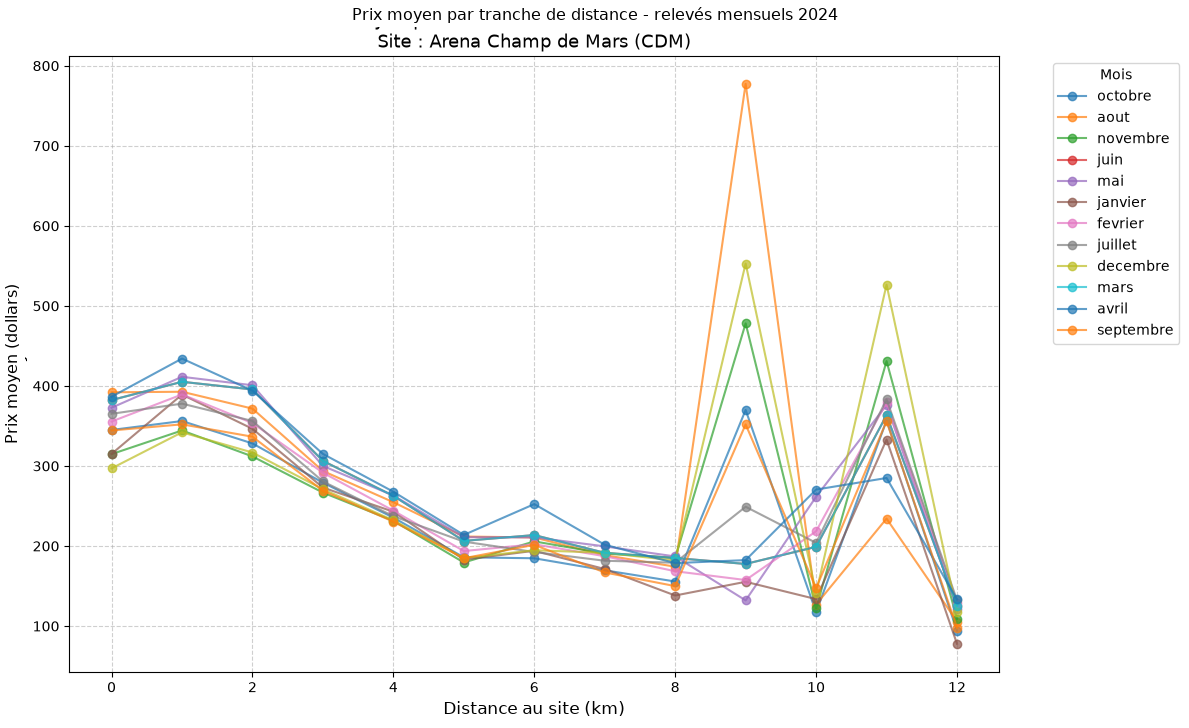 Prix moyen par tranche de distance - relevés mensuels 2024
Site : Arena Champ de Mars (CDM)
Prix moyen (dollars)
800
700
600
500
400
300
200
100
0
2
4
6
8
10
12
Distance au site (km)
Mois
octobre
aout
novembre
juin
mai
janvier
fevrier
juillet
decembre
mars
avril
septembre